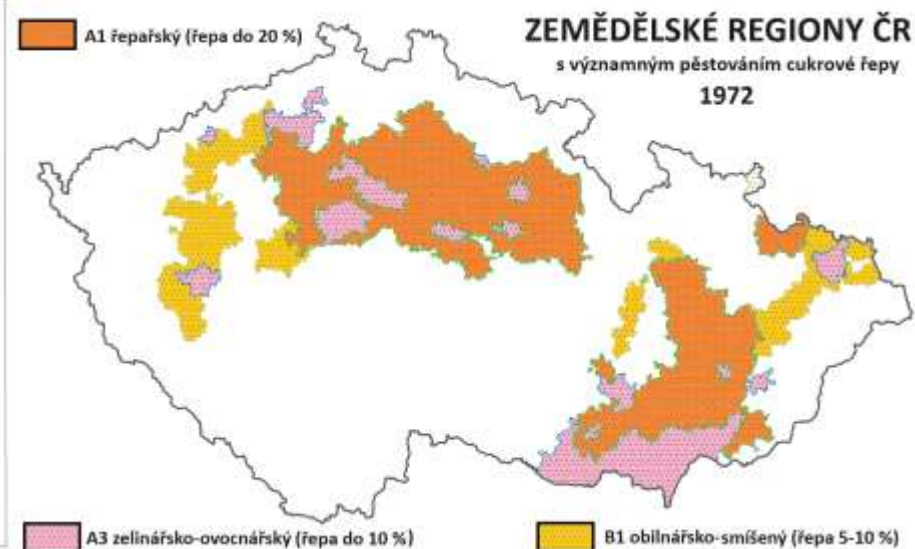 A1 řepařský (řepa do 20 %)
ZEMĚDĚLSKÉ REGIONY ČR
s významným pěstováním cukrové řepy
1972
A3 zelinářsko-ovocnářský (řepa do 10 %)
B1 obilnářsko-smíšený (řepa 5-10 %)